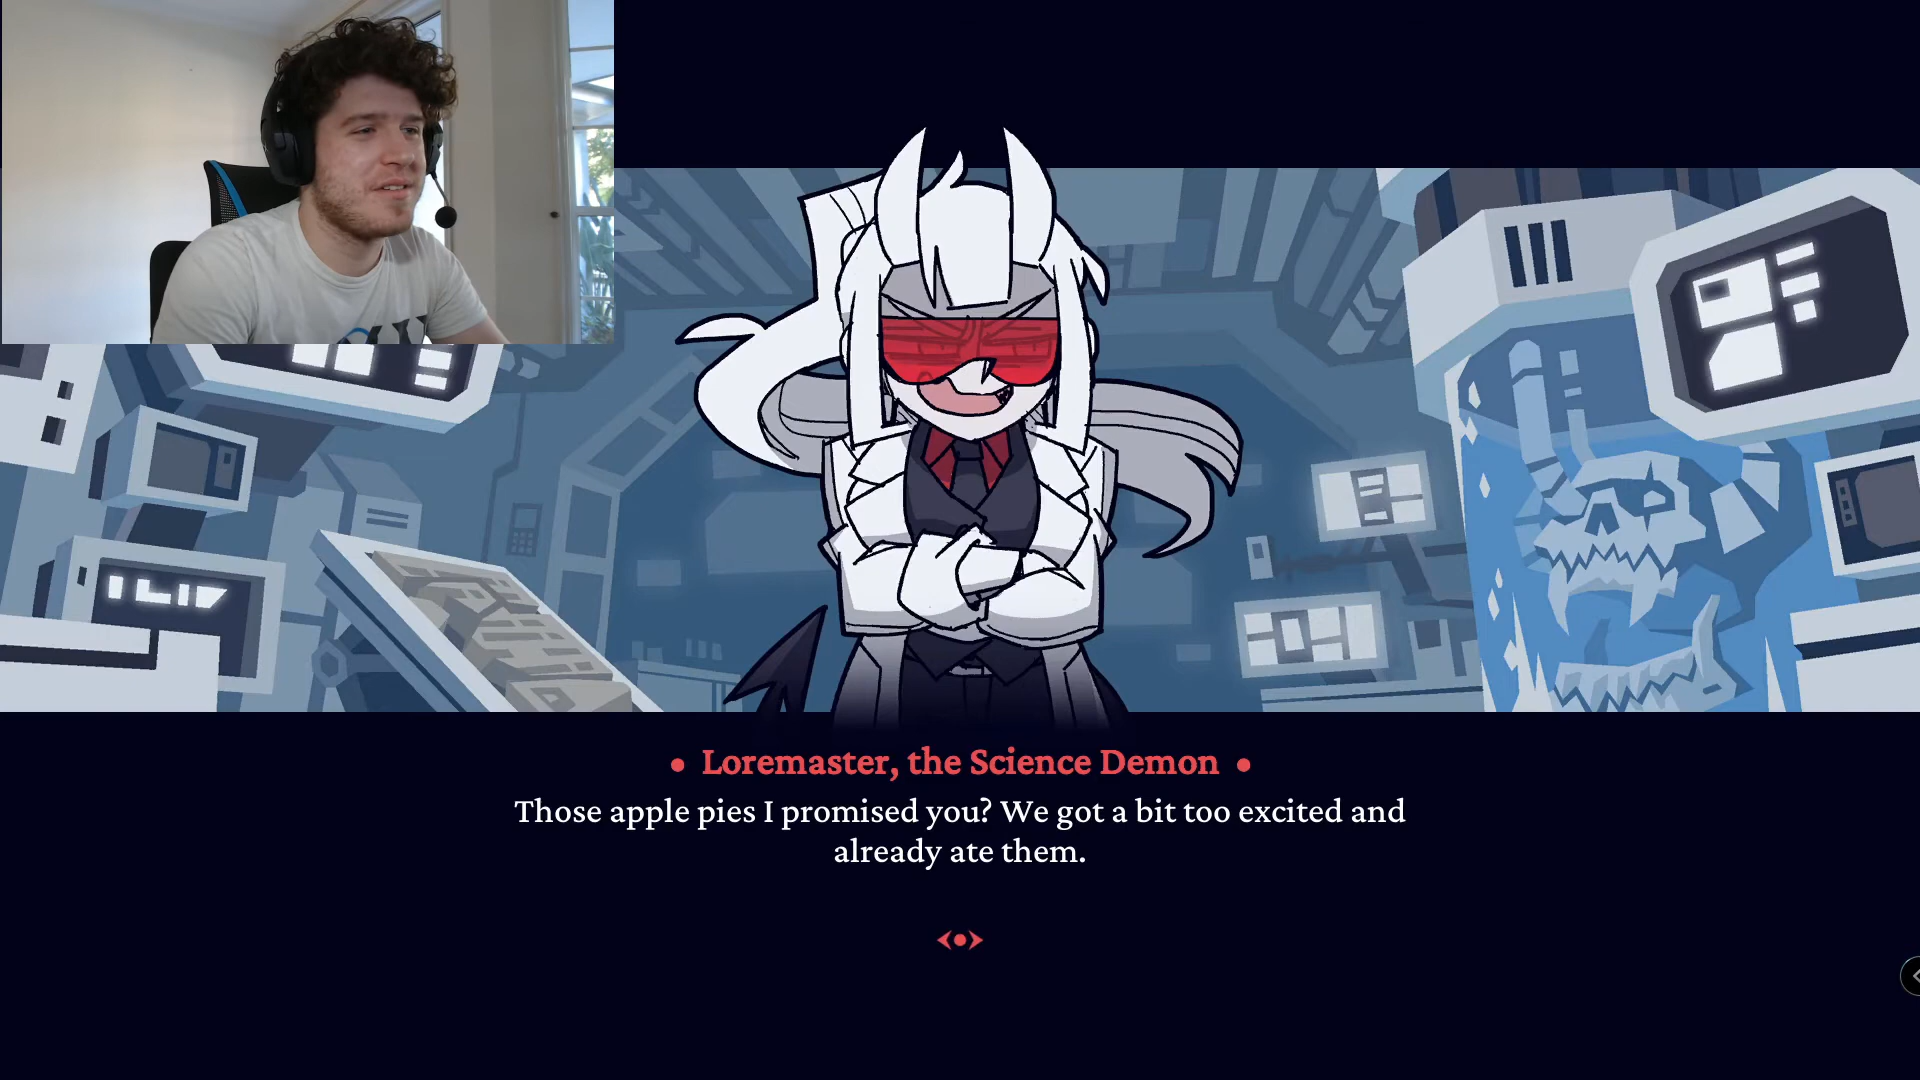 • Loremaster, the Science Demon •
Those apple pies I promised you? We got a bit too excited and
already ate them.